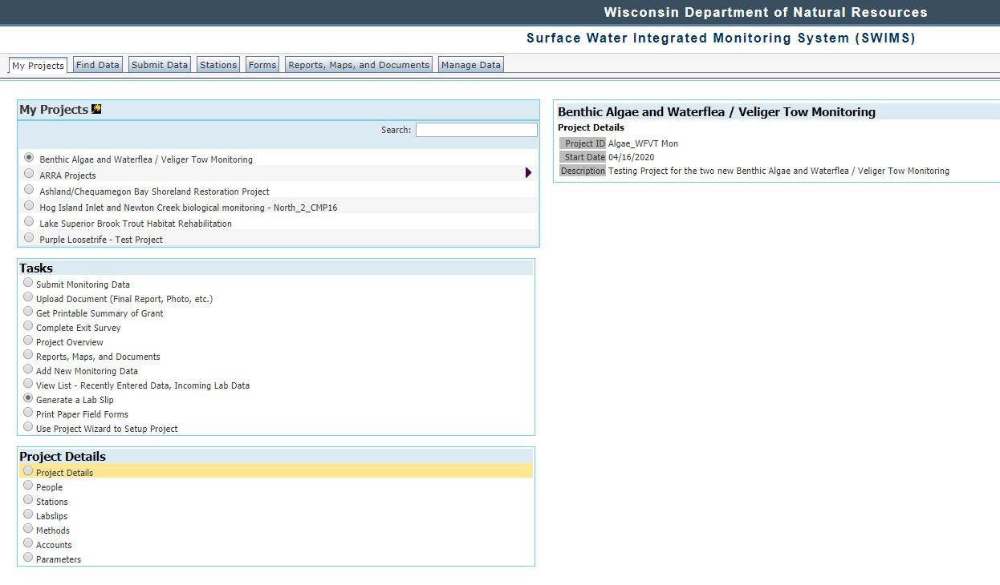 Wisconsin Department of Natural Resources
Surface Water Integrated Monitoring System (SWIMS)
My Projects Find Data Submit Data Stations Forms Reports, Maps, and Documents Manage Data
My Projects
Search:
Benthic Algae and Waterflea / Veliger Tow Monitoring
ARRA Projects
Ashland/Chequamegon Bay Shoreland Restoration Project
Hog Island Inlet and Newton Creek biological monitoring - North_2_CMP16
Lake Superior Brook Trout Habitat Rehabilitation
Purple Loosetrife - Test Project
Tasks
Submit Monitoring Data
Upload Document (Final Report, Photo, etc.)
Get Printable Summary of Grant
Complete Exit Survey
Project Overview
Reports, Maps, and Documents
Add New Monitoring Data
View List - Recently Entered Data, Incoming Lab Data
Generate a Lab Slip
Print Paper Field Forms
Use Project Wizard to Setup Project
Project Details
Project Details
People
Stations
Labslips
Methods
Accounts
Parameters
Benthic Algae and Waterflea / Veliger Tow Monitoring
Project Details
Project ID Algae_WFVT Mon
Start Date 04/16/2020
Description Testing Project for the two new Benthic Algae and Waterflea / Veliger Tow Monitoring